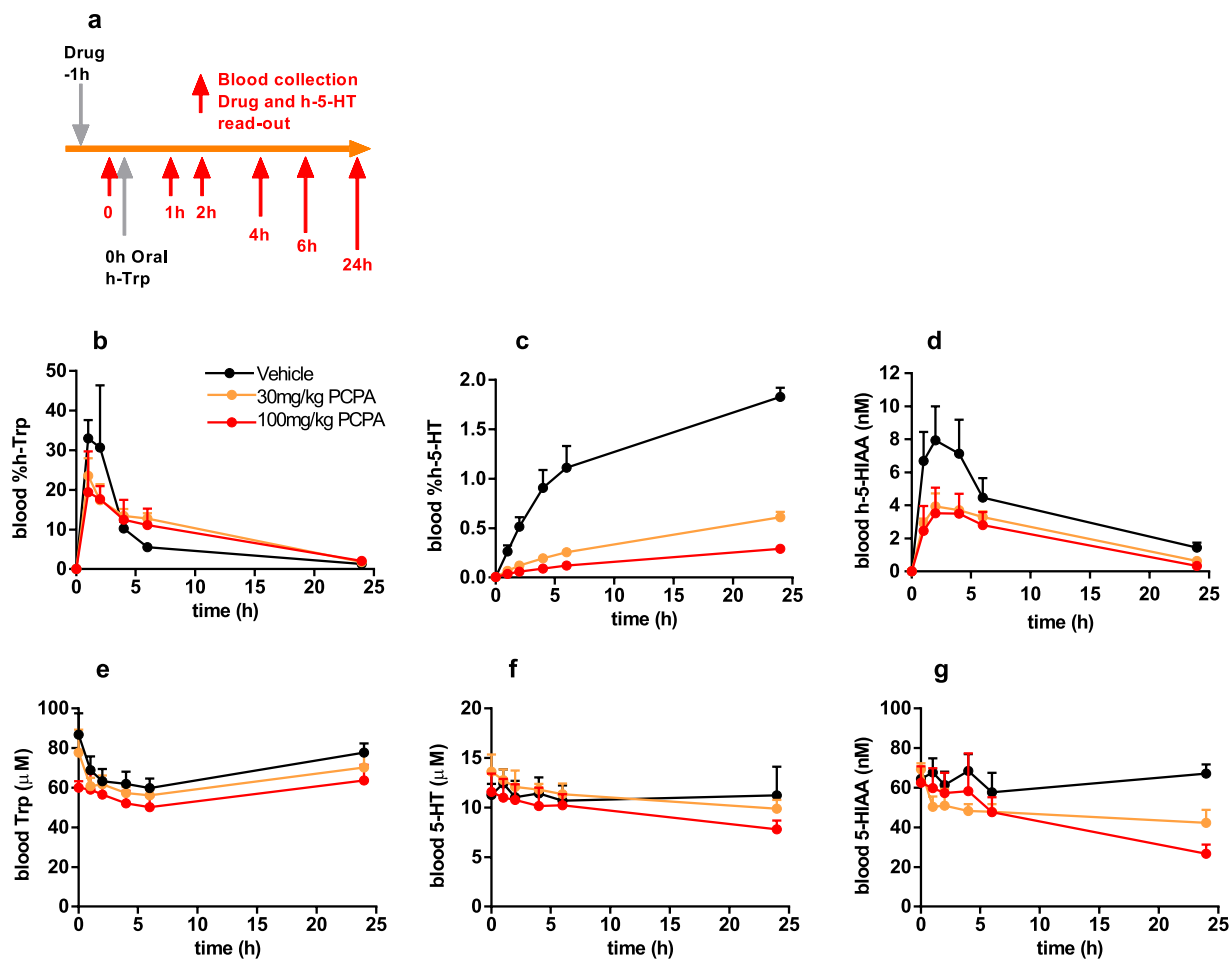 a
Drug
-1h
Blood collection
Drug and h-5-HT
read-out
0
1h
2h
4h
6h
24h
0h Oral
h-Trp
b
50
40
30
20
10
0
blood %h-Trp
0 5 10 15 20 25
time (h)
Vehicle
30mg/kg PCPA
100mg/kg PCPA
c
2.0
1.5
1.0
0.5
0.0
blood %h-5-HT
0 5 10 15 20 25
time (h)
d
12
10
8
6
4
2
0
blood h-5-HIAA (nM)
0 5 10 15 20 25
time (h)
e
100
80
60
40
20
0
blood Trp (μM)
0 5 10 15 20 25
time (h)
f
20
15
10
5
0
blood 5-HT (μM)
0 5 10 15 20 25
time (h)
g
100
80
60
40
20
0
blood 5-HIAA (nM)
0 5 10 15 20 25
time (h)